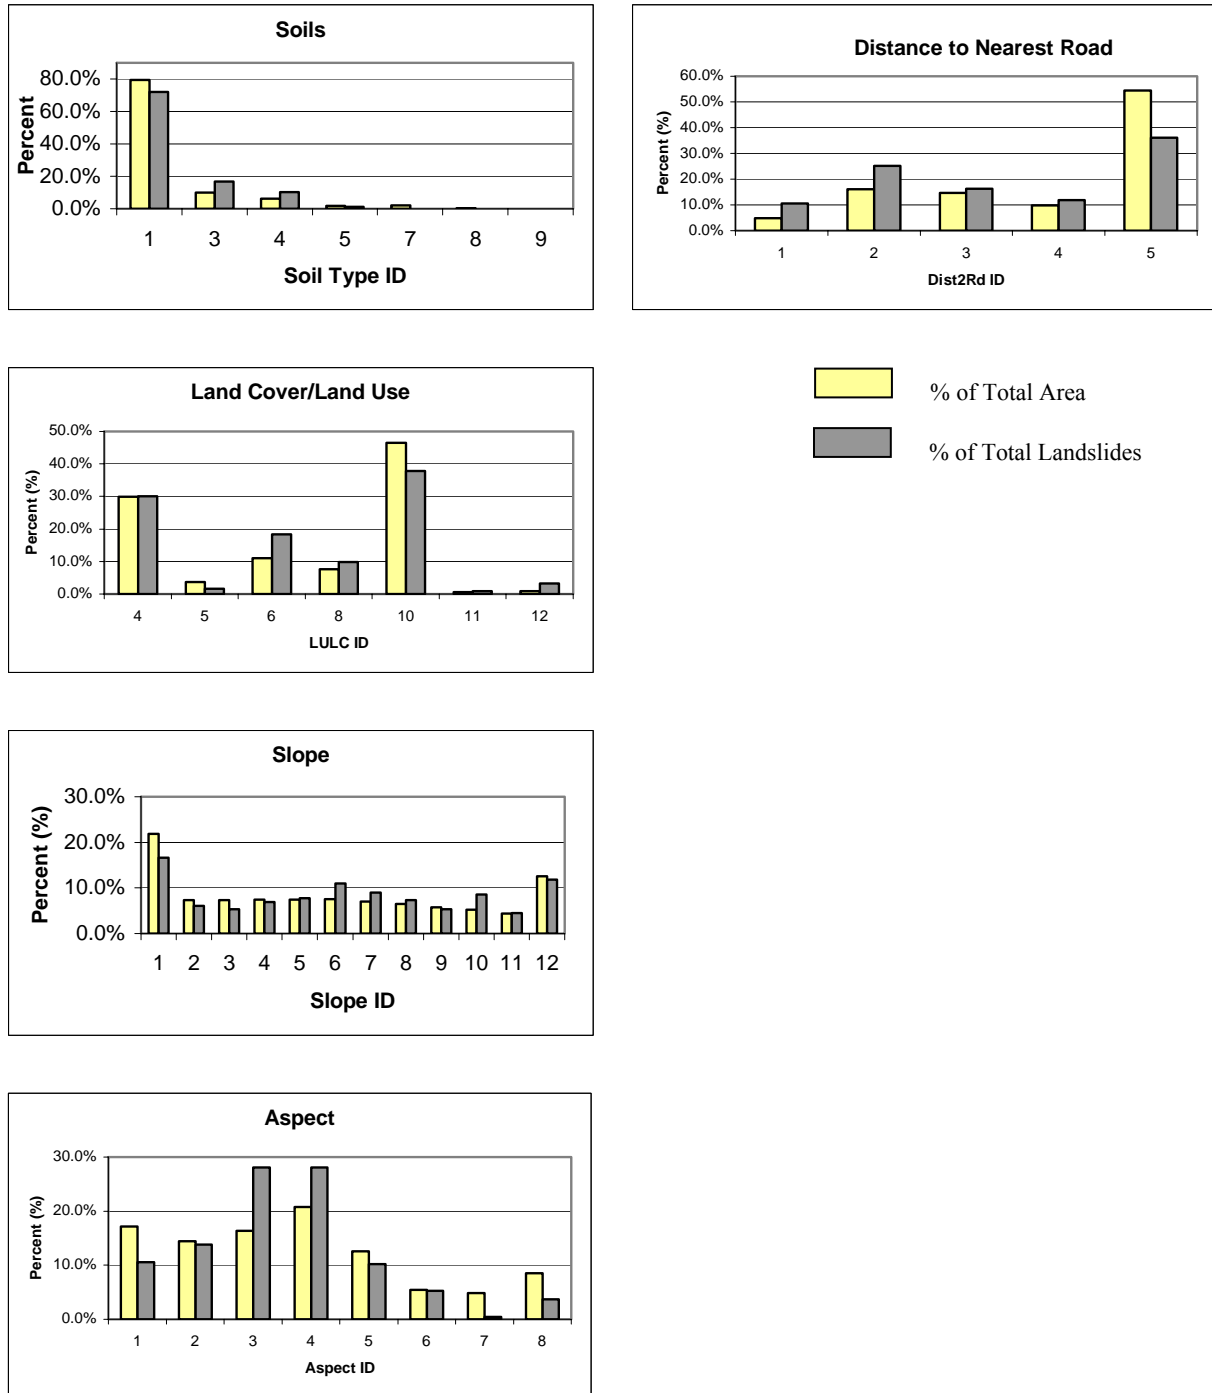 Soils
80.0%
60.0%
40.0%
20.0%
0.0%
Percent
1 3 4 5 7 8 9
Soil Type ID
Distance to Nearest Road
60.0%
50.0%
40.0%
30.0%
20.0%
10.0%
0.0%
Percent (%)
1 2 3 4 5
Dist2Rd ID
Land Cover/Land Use
50.0%
40.0%
30.0%
20.0%
10.0%
0.0%
Percent (%)
4 5 6 8 10 11 12
LULC ID
% of Total Area
% of Total Landslides
Slope
30.0%
20.0%
10.0%
0.0%
Percent (%)
1 2 3 4 5 6 7 8 9 10 11 12
Slope ID
Aspect
30.0%
20.0%
10.0%
0.0%
Percent (%)
1 2 3 4 5 6 7 8
Aspect ID